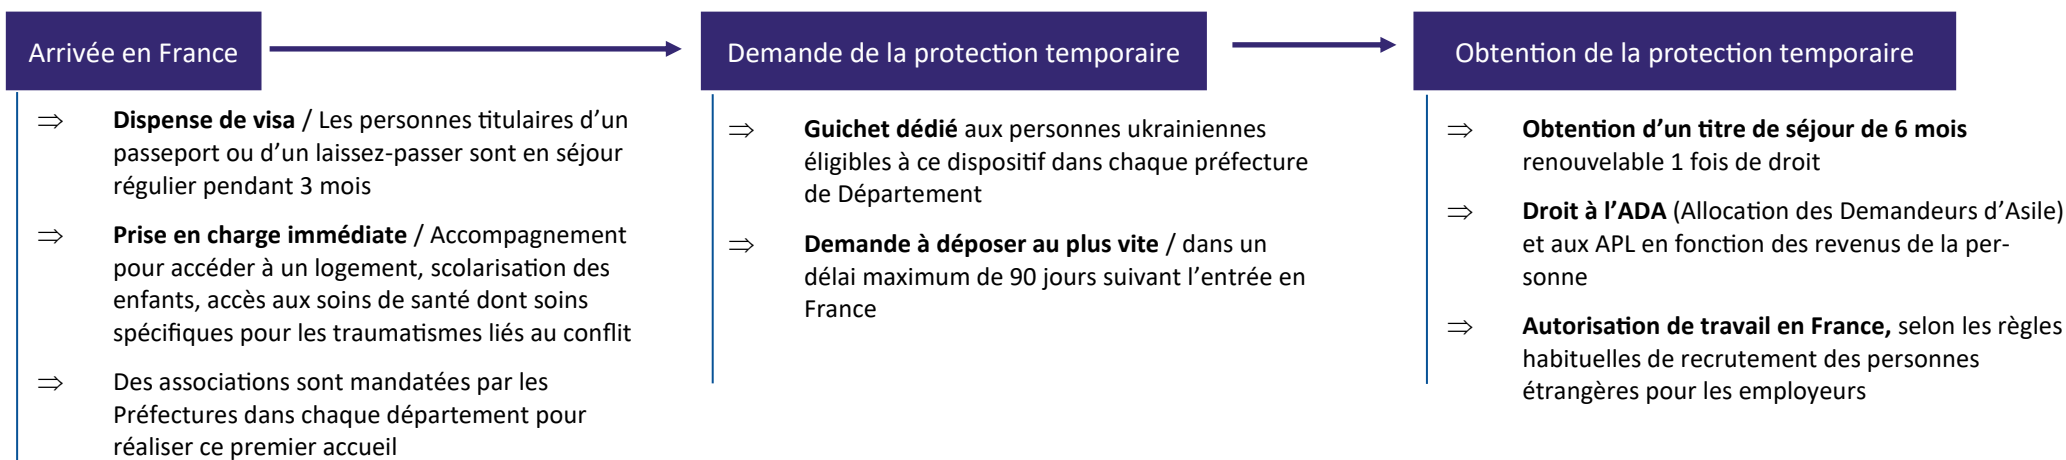 Arrivée en France
⇒ Dispense de visa / Les personnes titulaires d’un
passeport ou d’un laissez-passer sont en séjour
régulier pendant 3 mois
⇒ Prise en charge immédiate / Accompagnement
pour accéder à un logement, scolarisation des
enfants, accès aux soins de santé dont soins
spécifiques pour les traumatismes liés au conflit
⇒ Des associations sont mandatées par les
Préfectures dans chaque département pour
réaliser ce premier accueil
Demande de la protection temporaire
⇒ Guichet dédié aux personnes ukrainiennes
éligibles à ce dispositif dans chaque préfecture
de Département
⇒ Demande à déposer au plus vite / dans un
délai maximum de 90 jours suivant l’entrée en
France
Obtention de la protection temporaire
⇒ Obtention d’un titre de séjour de 6 mois
renouvelable 1 fois de droit
⇒ Droit à l’ADA (Allocation des Demandeurs d’Asile)
et aux APL en fonction des revenus de la per-
sonne
⇒ Autorisation de travail en France, selon les règles
habituelles de recrutement des personnes
étrangères pour les employeurs